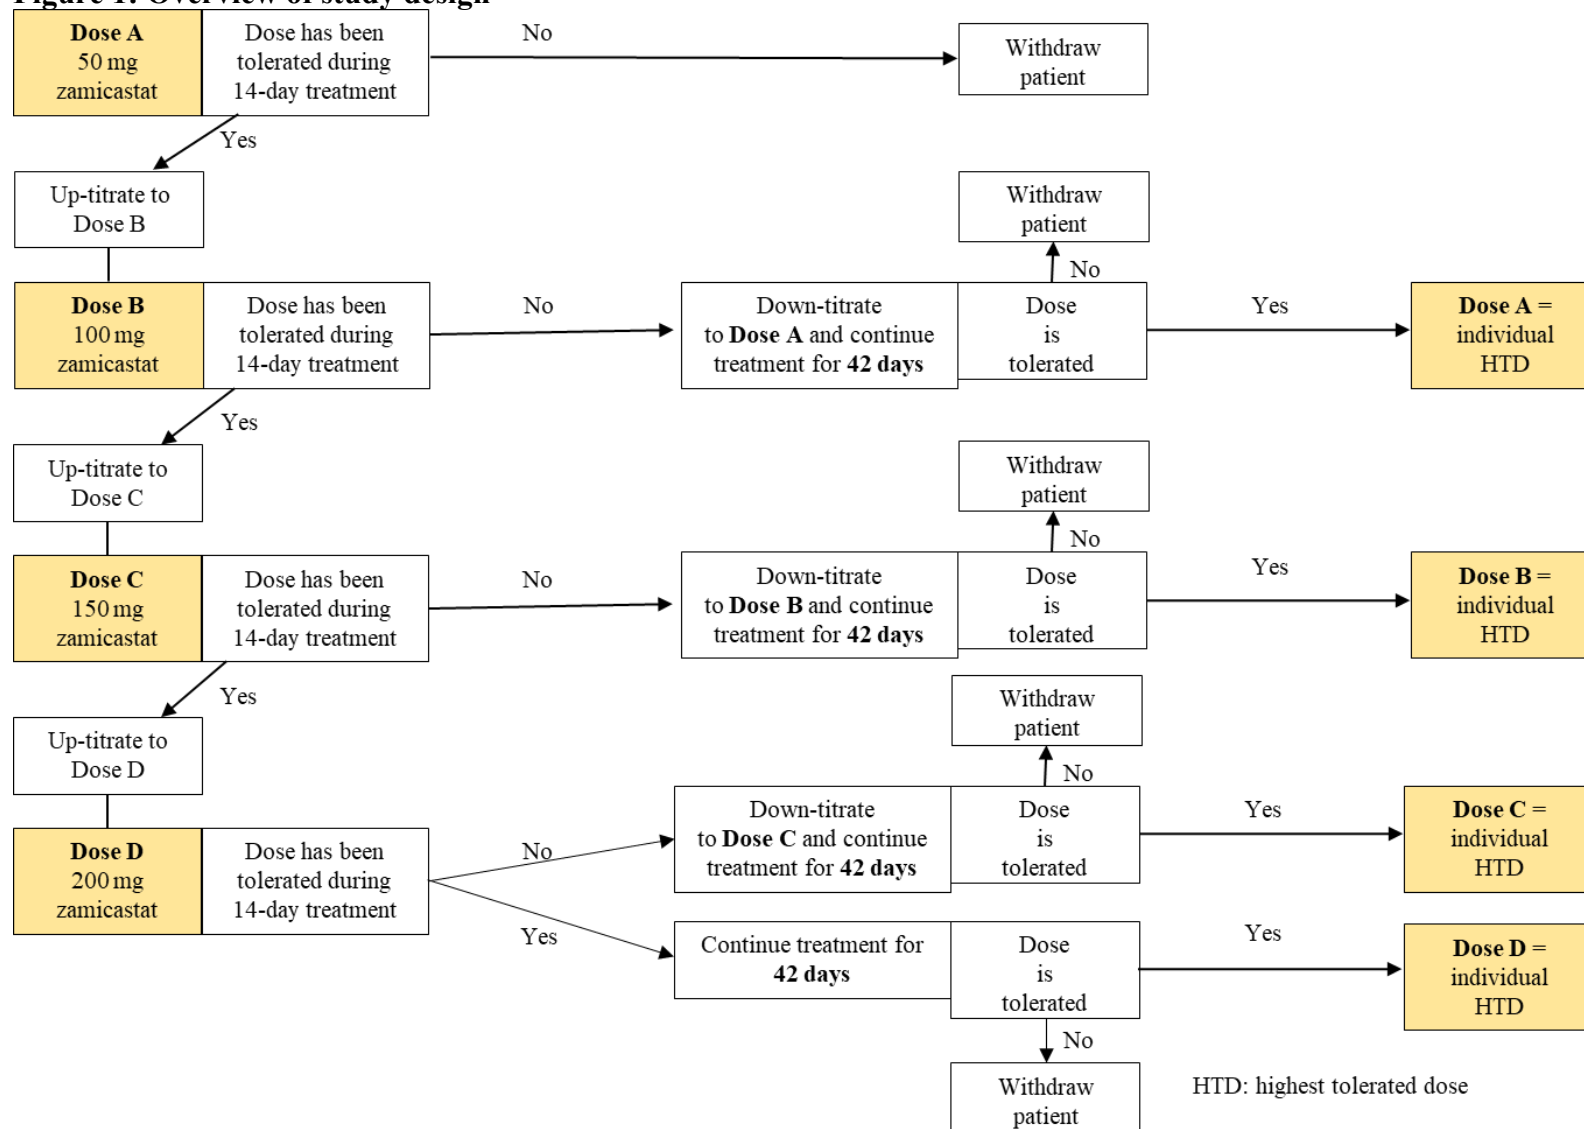 Figure 1: Overview of study design
Dose A
50 mg
zamicastat
Dose has been
tolerated during
14-day treatment
No
Withdraw
patient
Yes
Up-titrate to
Dose B
Dose B
100 mg
zamicastat
Dose has been
tolerated during
14-day treatment
No
Down-titrate
to Dose A and continue
treatment for 42 days
Dose
is
tolerated
No
Withdraw
patient
Yes
Dose A =
individual
HTD
Yes
Up-titrate to
Dose C
Dose C
150 mg
zamicastat
Dose has been
tolerated during
14-day treatment
No
Down-titrate
to Dose B and continue
treatment for 42 days
Dose
is
tolerated
No
Withdraw
patient
Yes
Dose B =
individual
HTD
Yes
Up-titrate to
Dose D
Dose D
200 mg
zamicastat
Dose has been
tolerated during
14-day treatment
No
Down-titrate
to Dose C and continue
treatment for 42 days
Dose
is
tolerated
No
Withdraw
patient
Yes
Dose C =
individual
HTD
Yes
Continue treatment for
42 days
Dose
is
tolerated
Yes
Dose D =
individual
HTD
No
Withdraw
patient
HTD: highest tolerated dose